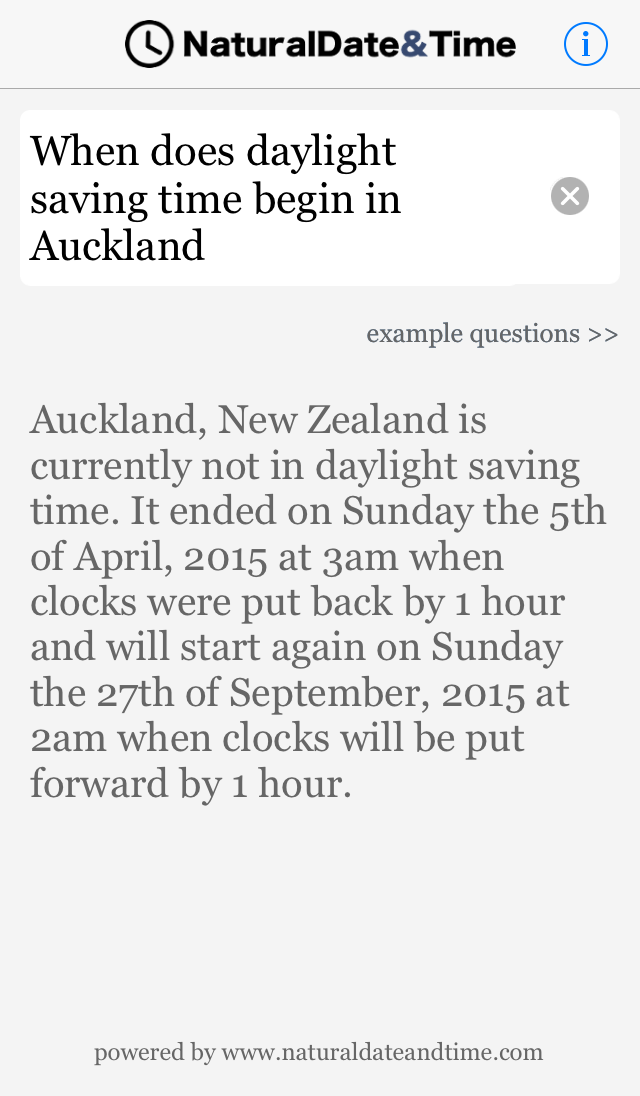 NaturalDate&Time
i
When does daylight
saving time begin in
Auckland
example questions >>
Auckland, New Zealand is
currently not in daylight saving
time. It ended on Sunday the 5th
of April, 2015 at 3am when
clocks were put back by 1 hour
and will start again on Sunday
the 27th of September, 2015 at
2am when clocks will be put
forward by 1 hour.
powered by www.naturaldateandtime.com